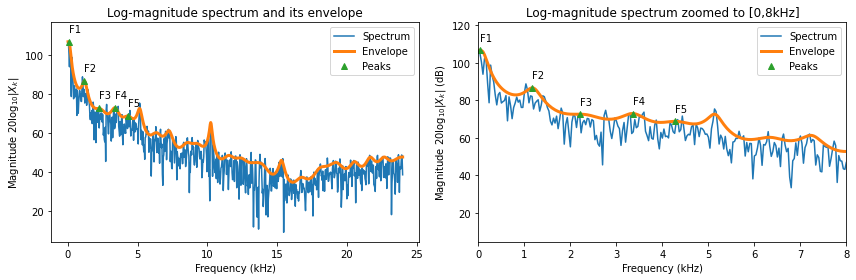 Log-magnitude spectrum and its envelope
F1
F2
F3
F4
F5
Spectrum
Envelope
Peaks
Magnitude 20log₁₀|Xₖ|
100
80
60
40
20
0
5
10
15
20
25
Frequency (kHz)
Log-magnitude spectrum zoomed to [0,8kHz]
F1
F2
F3
F4
F5
Spectrum
Envelope
Peaks
Magnitude 20log₁₀|Xₖ| (dB)
120
100
80
60
40
20
0
1
2
3
4
5
6
7
8
Frequency (kHz)